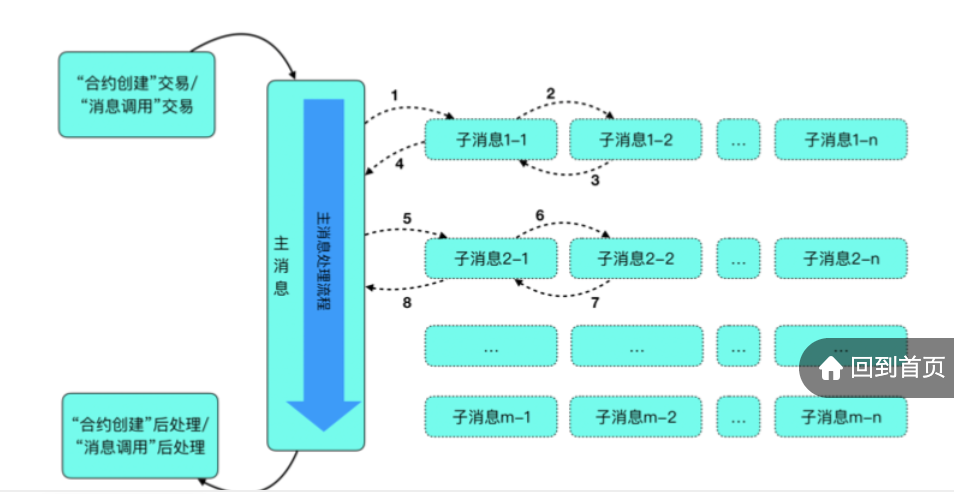 “合约创建”交易/
“消息调用”交易
1
2
子消息1-1
子消息1-2
...
子消息1-n
4
3
主消息
主消息处理流程
5
6
子消息2-1
子消息2-2
...
子消息2-n
8
7
...
...
...
...
回到首页
“合约创建”后处理/
“消息调用”后处理
子消息m-1
子消息m-2
...
子消息m-n